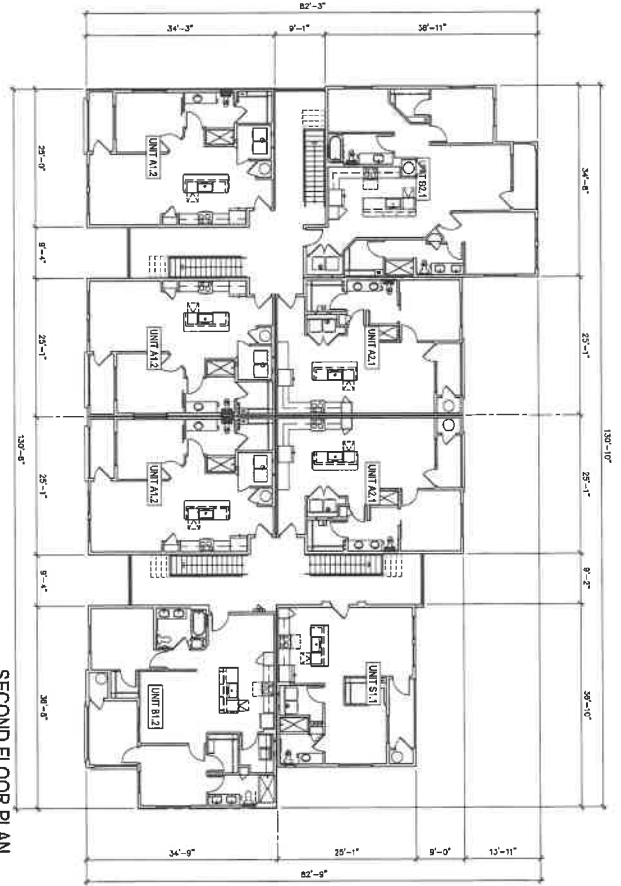 82'-3"
34'-3"
9'-1"
38'-11"
25'-0"
9'-4"
25'-1"
25'-1"
9'-4"
36'-8"
34'-8"
25'-1"
25'-1"
9'-2"
36'-10"
130'-10"
UNIT A1.2
UNIT B2.1
UNIT A1.2
UNIT A2.1
UNIT A1.2
UNIT A2.1
UNIT B1.2
UNIT S1.1
34'-9"
25'-1"
9'-0"
13'-11"
82'-9"
SECOND FLOOR PLAN